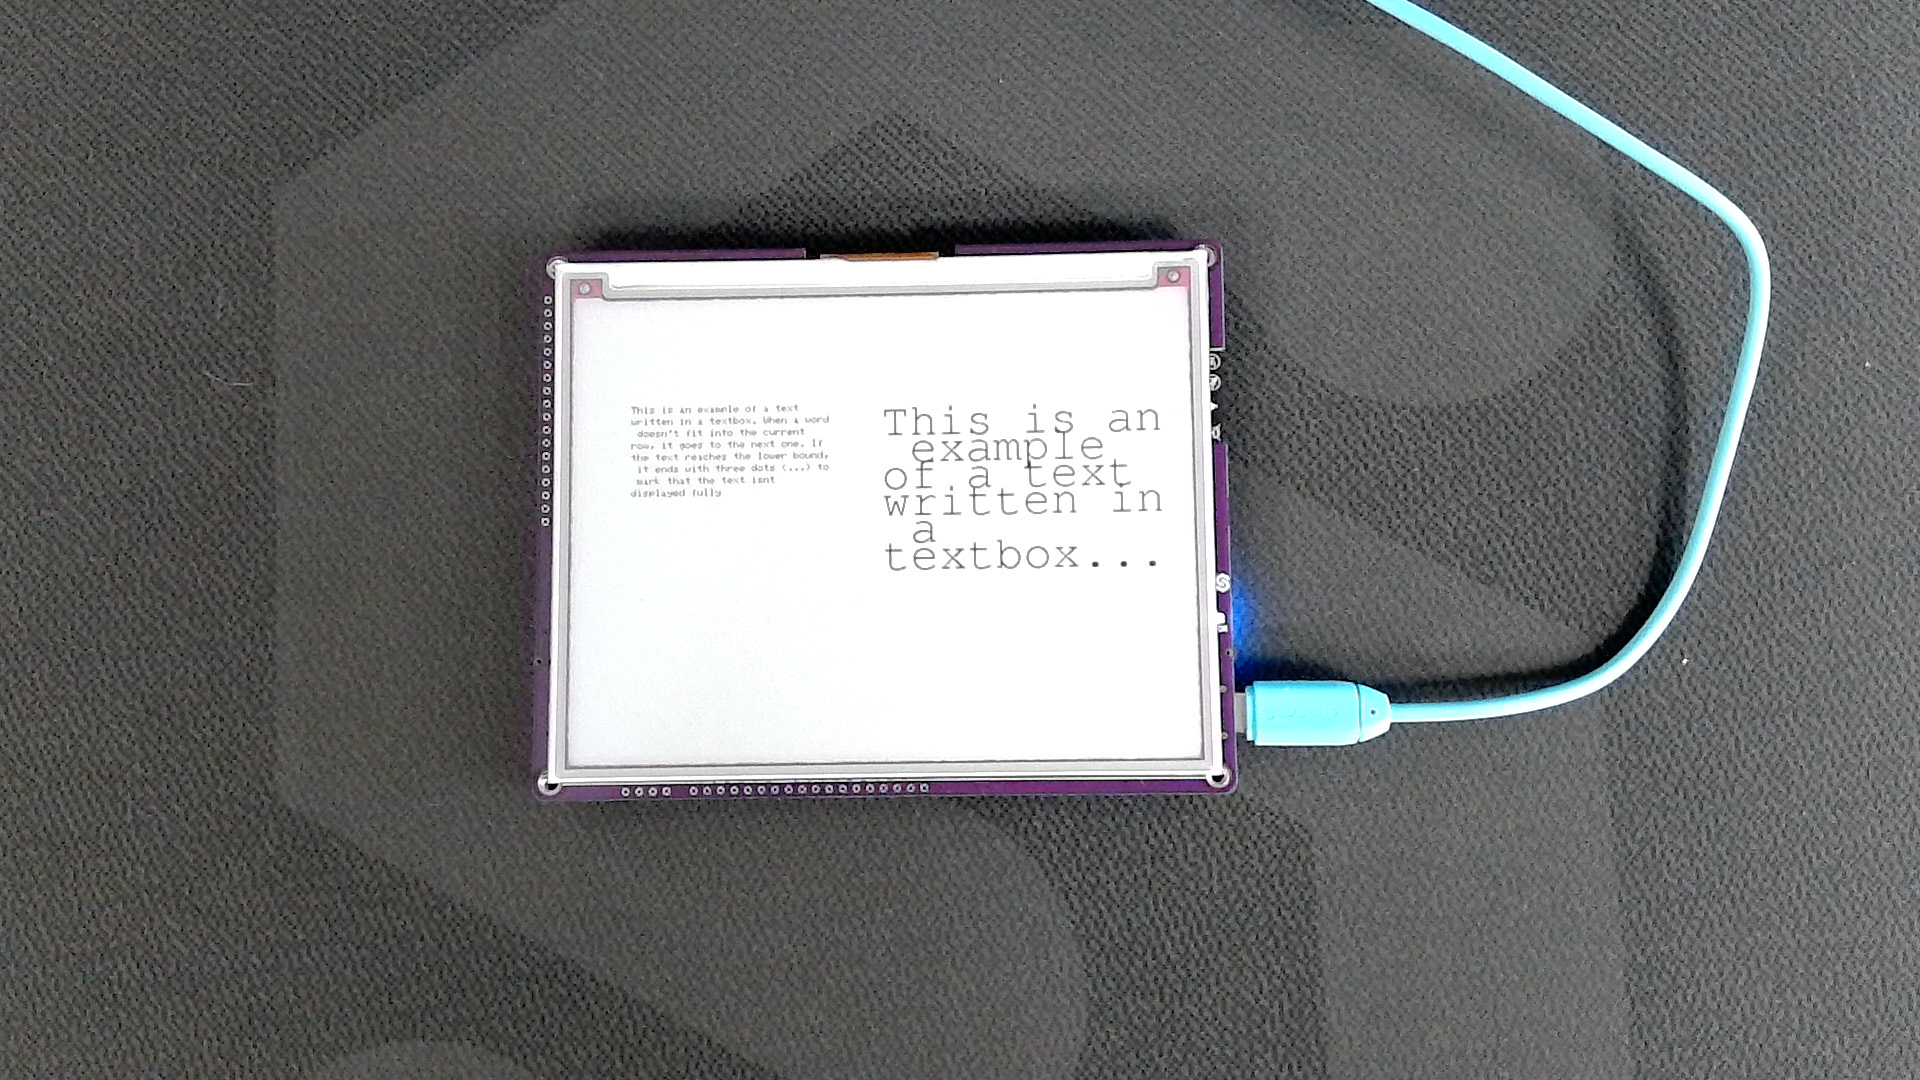 This is an example of a text
written in a textbox. When a word
doesn't fit into the current
row, it goes to the next one. If
the text reaches the lower bound,
it ends with three dots (...) to
mark that the text isnt
displayed fully
This is an
example
of a text
written in
a
textbox...